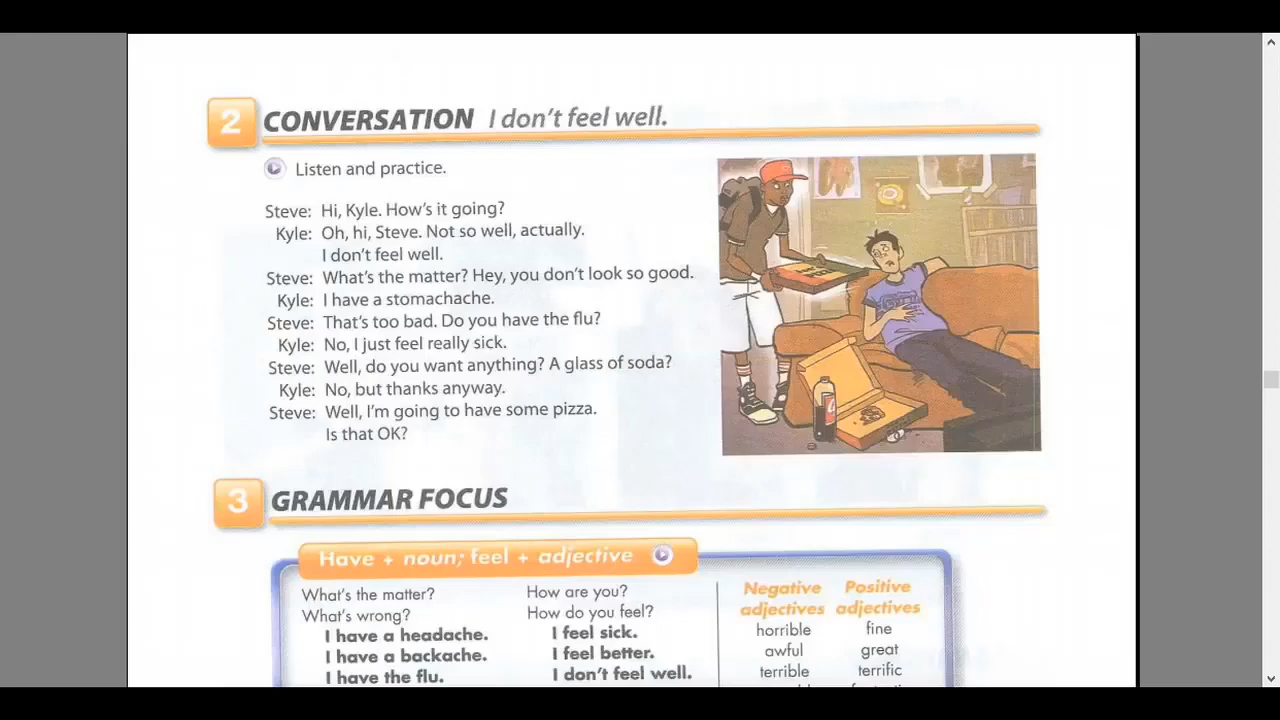 2 CONVERSATION I don't feel well.
Listen and practice.
Steve: Hi, Kyle. How's it going?
Kyle: Oh, hi, Steve. Not so well, actually.
I don't feel well.
Steve: What's the matter? Hey, you don't look so good.
Kyle: I have a stomachache.
Steve: That's too bad. Do you have the flu?
Kyle: No, I just feel really sick.
Steve: Well, do you want anything? A glass of soda?
Kyle: No, but thanks anyway.
Steve: Well, I'm going to have some pizza.
Is that OK?
3 GRAMMAR FOCUS
Have + noun; feel + adjective
What's the matter?
What's wrong?
I have a headache.
I have a backache.
I have the flu.
How are you?
How do you feel?
I feel sick.
I feel better.
I don't feel well.
Negative
adjectives
horrible
awful
terrible
Positive
adjectives
fine
great
terrific